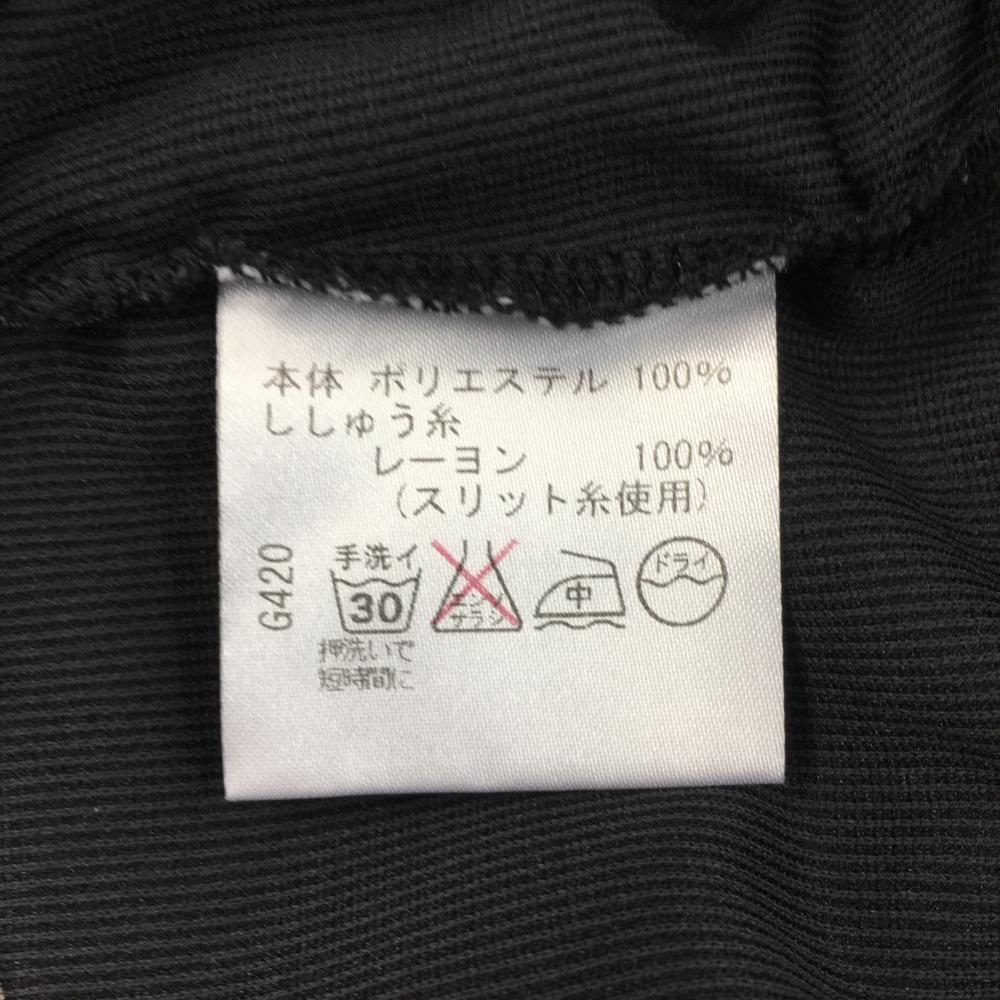 本体 ポリエステル 100%
ししゅう糸
レーヨン 100%
(スリット糸使用)
G420
手洗イ
30
エンソ
サラシ
中
ドライ
押洗いで
短時間に